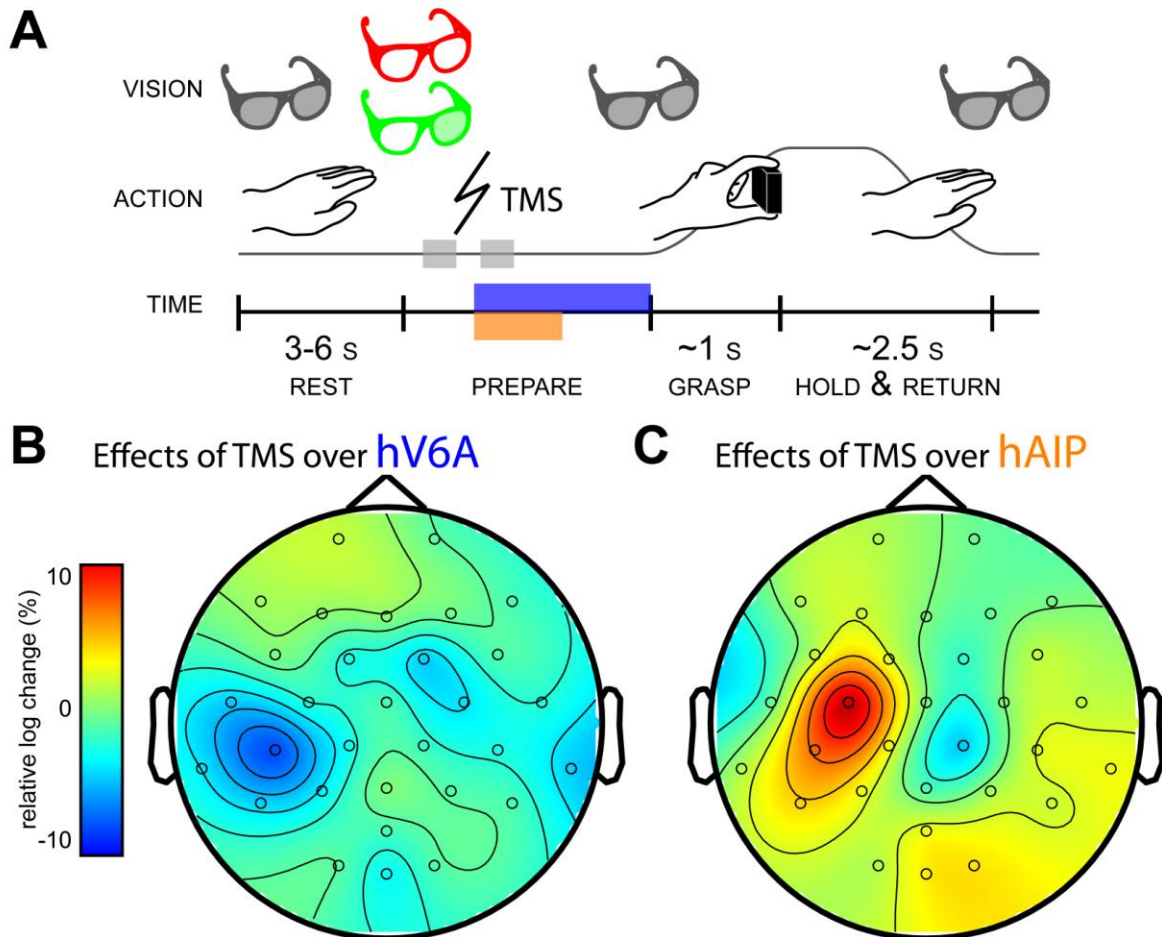 A
VISION
ACTION
TMS
TIME
3-6 S
~1 S
~2.5 S
REST
PREPARE
GRASP
HOLD & RETURN
B
Effects of TMS over hV6A
C
Effects of TMS over hAIP
relative log change (%)
10
0
-10